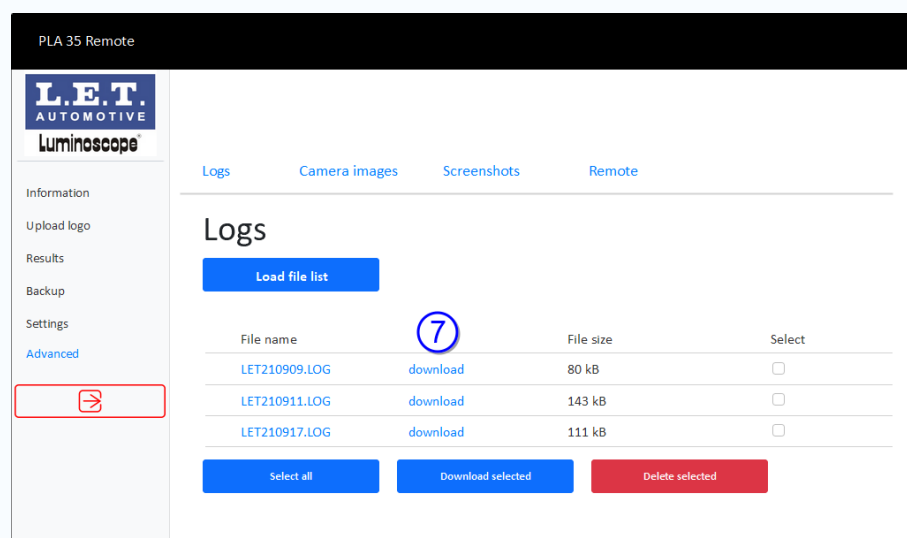 PLA 35 Remote
L.E.T.
AUTOMOTIVE
Luminoscope®
Information
Upload logo
Results
Backup
Settings
Advanced
Logs Camera images Screenshots Remote
Logs
Load file list
7
File name File size Select
LET210909.LOG download 80 kB
LET210911.LOG download 143 kB
LET210917.LOG download 111 kB
Select all Download selected Delete selected